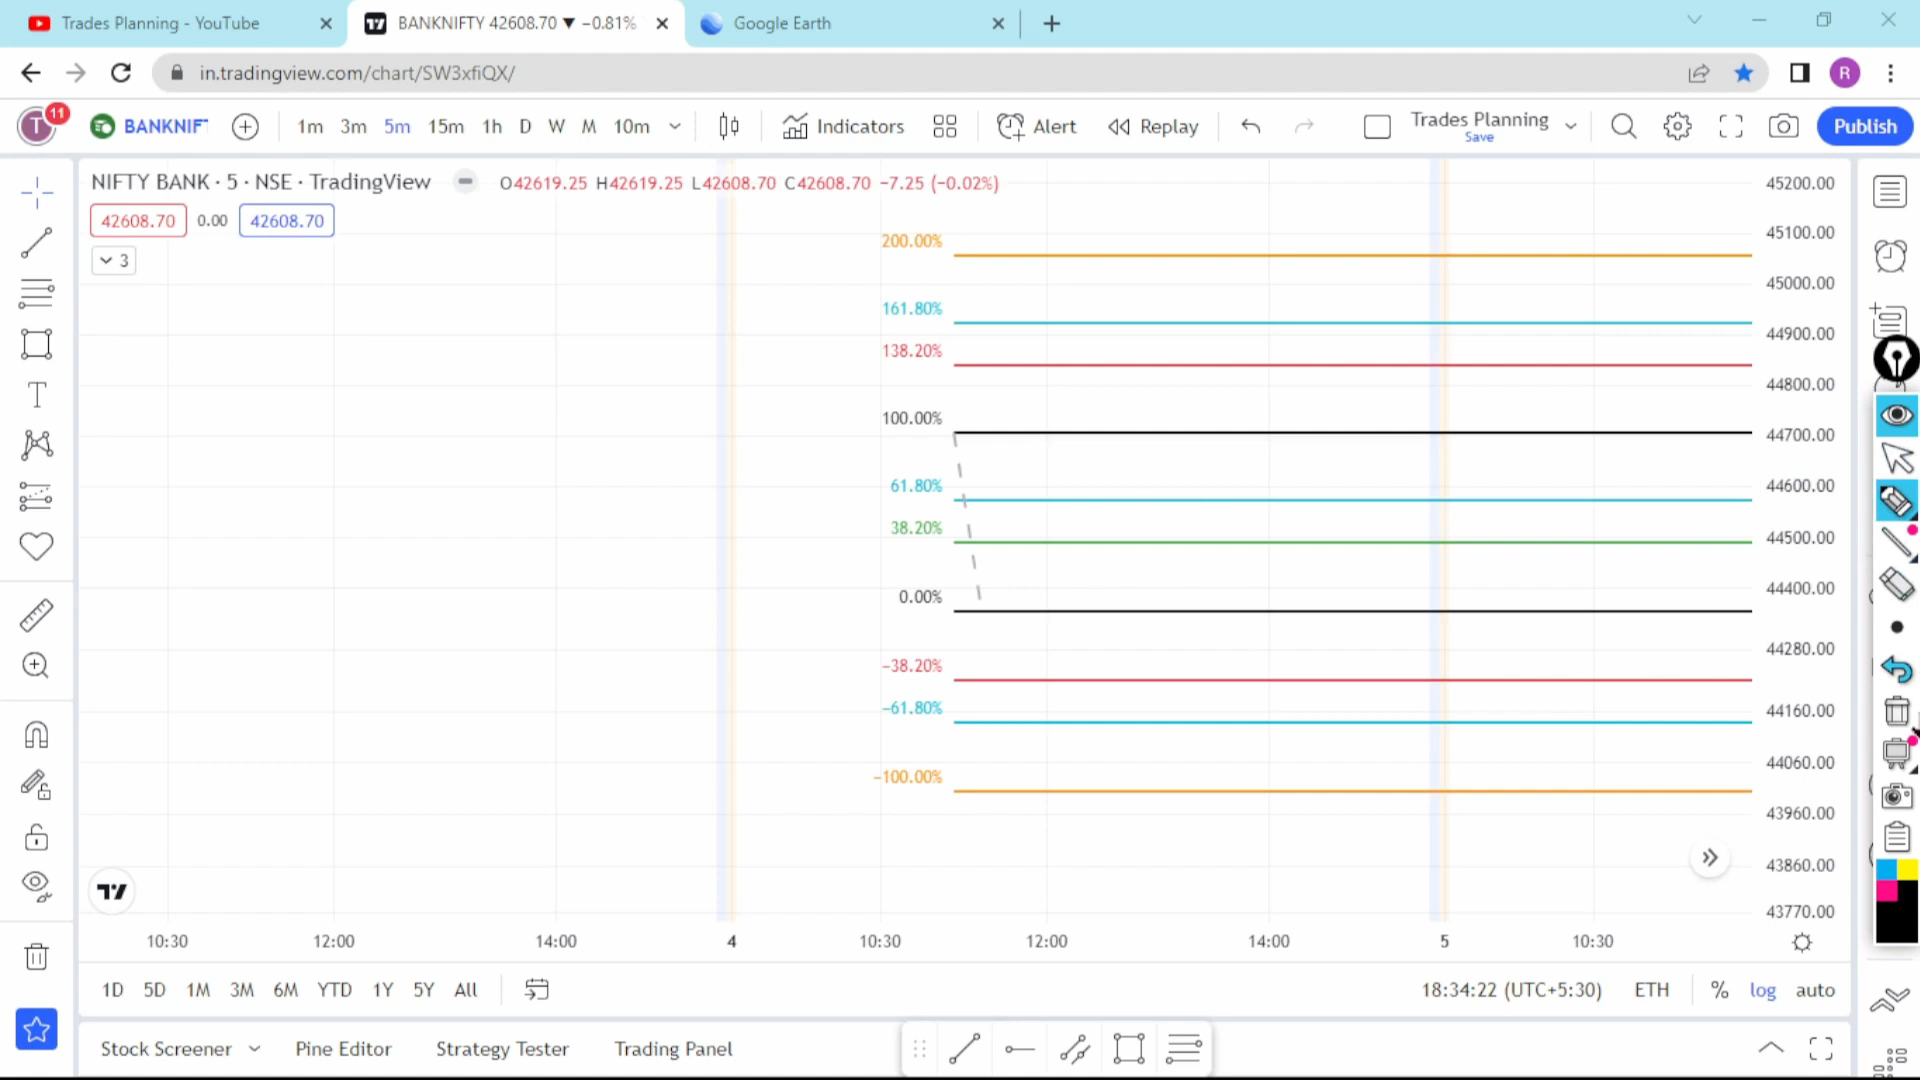 Trades Planning - YouTube
BANKNIFTY 42608.70 ▼ −0.81%
Google Earth
in.tradingview.com/chart/SW3xfiQX/
R
T
11
BANKNIF
1m 3m 5m 15m 1h D W M 10m
Indicators
Alert
Replay
Trades Planning
Save
Publish
NIFTY BANK · 5 · NSE · TradingView
O42619.25 H42619.25 L42608.70 C42608.70 −7.25 (−0.02%)
42608.70 0.00 42608.70
3
200.00%
161.80%
138.20%
100.00%
61.80%
38.20%
0.00%
−38.20%
−61.80%
−100.00%
45200.00
45100.00
45000.00
44900.00
44800.00
44700.00
44600.00
44500.00
44400.00
44280.00
44160.00
44060.00
43960.00
43860.00
43770.00
10:30 12:00 14:00 4 10:30 12:00 14:00 5 10:30
1D 5D 1M 3M 6M YTD 1Y 5Y All
18:34:22 (UTC+5:30) ETH % log auto
Stock Screener Pine Editor Strategy Tester Trading Panel